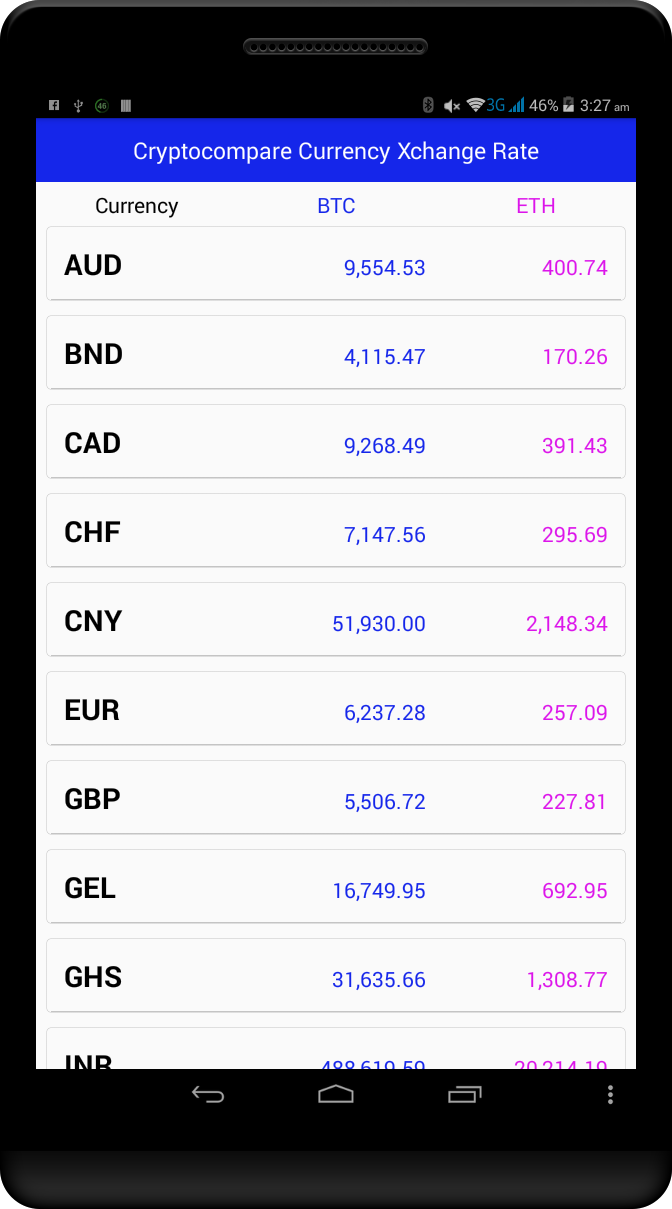 46 3G 46% 3:27 am
Cryptocompare Currency Xchange Rate
Currency BTC ETH
AUD 9,554.53 400.74
BND 4,115.47 170.26
CAD 9,268.49 391.43
CHF 7,147.56 295.69
CNY 51,930.00 2,148.34
EUR 6,237.28 257.09
GBP 5,506.72 227.81
GEL 16,749.95 692.95
GHS 31,635.66 1,308.77
INR 488,619.59 20,214.19